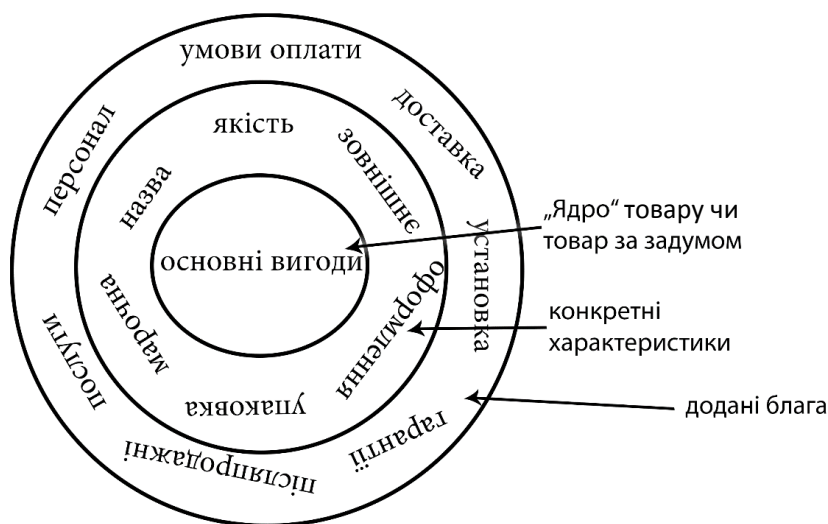 умови оплати
доставка
установка
гарантії
післяпродажні
послуги
персонал
якість
зовнішнє
оформлення
упаковка
марочна
назва
основні вигоди
„Ядро“ товару чи
товар за задумом
конкретні
характеристики
додані блага